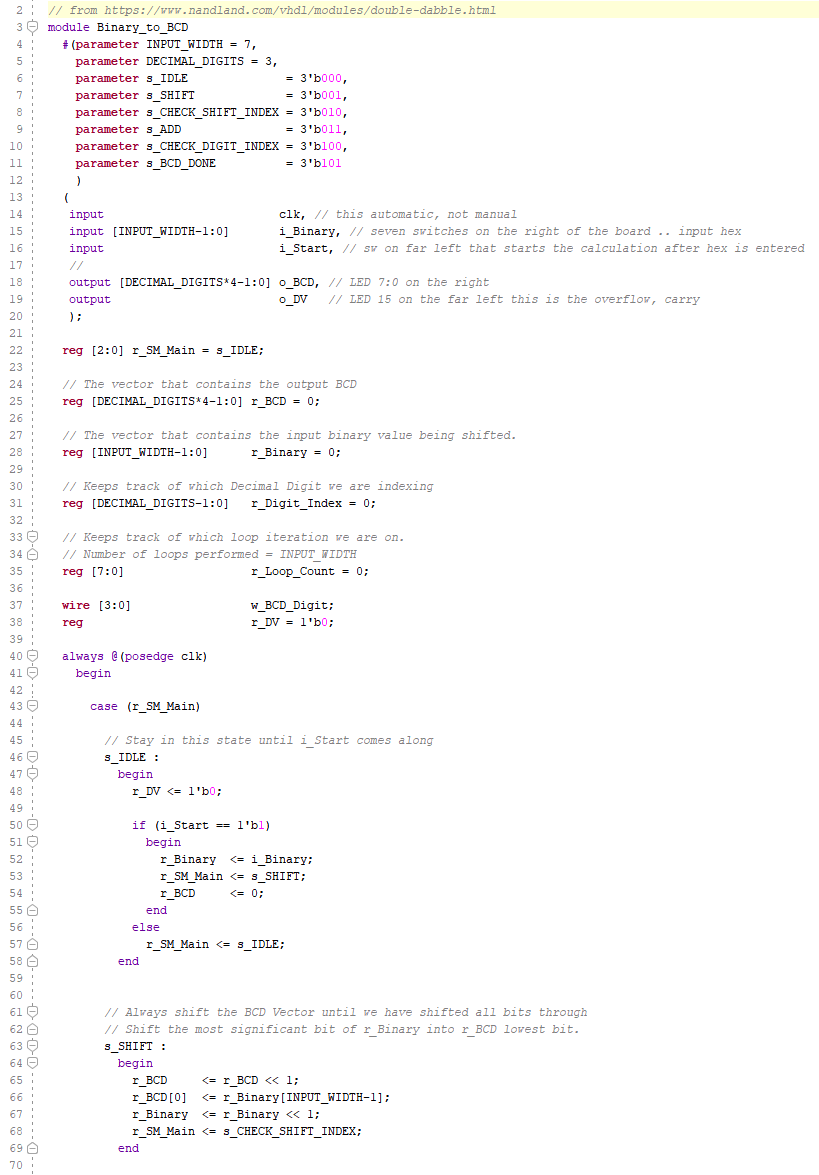 2 // from https://www.nandland.com/vhdl/modules/double-dabble.html
3 module Binary_to_BCD
4 #(parameter INPUT_WIDTH = 7,
5 parameter DECIMAL_DIGITS = 3,
6 parameter s_IDLE = 3'b000,
7 parameter s_SHIFT = 3'b001,
8 parameter s_CHECK_SHIFT_INDEX = 3'b010,
9 parameter s_ADD = 3'b011,
10 parameter s_CHECK_DIGIT_INDEX = 3'b100,
11 parameter s_BCD_DONE = 3'b101
12 )
13 (
14 input clk, // this automatic, not manual
15 input [INPUT_WIDTH-1:0] i_Binary, // seven switches on the right of the board .. input hex
16 input i_Start, // sw on far left that starts the calculation after hex is entered
17 //
18 output [DECIMAL_DIGITS*4-1:0] o_BCD, // LED 7:0 on the right
19 output o_DV // LED 15 on the far left this is the overflow, carry
20 );
21
22 reg [2:0] r_SM_Main = s_IDLE;
23
24 // The vector that contains the output BCD
25 reg [DECIMAL_DIGITS*4-1:0] r_BCD = 0;
26
27 // The vector that contains the input binary value being shifted.
28 reg [INPUT_WIDTH-1:0] r_Binary = 0;
29
30 // Keeps track of which Decimal Digit we are indexing
31 reg [DECIMAL_DIGITS-1:0] r_Digit_Index = 0;
32
33 // Keeps track of which loop iteration we are on.
34 // Number of loops performed = INPUT_WIDTH
35 reg [7:0] r_Loop_Count = 0;
36
37 wire [3:0] w_BCD_Digit;
38 reg r_DV = 1'b0;
39
40 always @(posedge clk)
41 begin
42
43 case (r_SM_Main)
44
45 // Stay in this state until i_Start comes along
46 s_IDLE :
47 begin
48 r_DV <= 1'b0;
49
50 if (i_Start == 1'b1)
51 begin
52 r_Binary <= i_Binary;
53 r_SM_Main <= s_SHIFT;
54 r_BCD <= 0;
55 end
56 else
57 r_SM_Main <= s_IDLE;
58 end
59
60
61 // Always shift the BCD Vector until we have shifted all bits through
62 // Shift the most significant bit of r_Binary into r_BCD lowest bit.
63 s_SHIFT :
64 begin
65 r_BCD <= r_BCD << 1;
66 r_BCD[0] <= r_Binary[INPUT_WIDTH-1];
67 r_Binary <= r_Binary << 1;
68 r_SM_Main <= s_CHECK_SHIFT_INDEX;
69 end
70